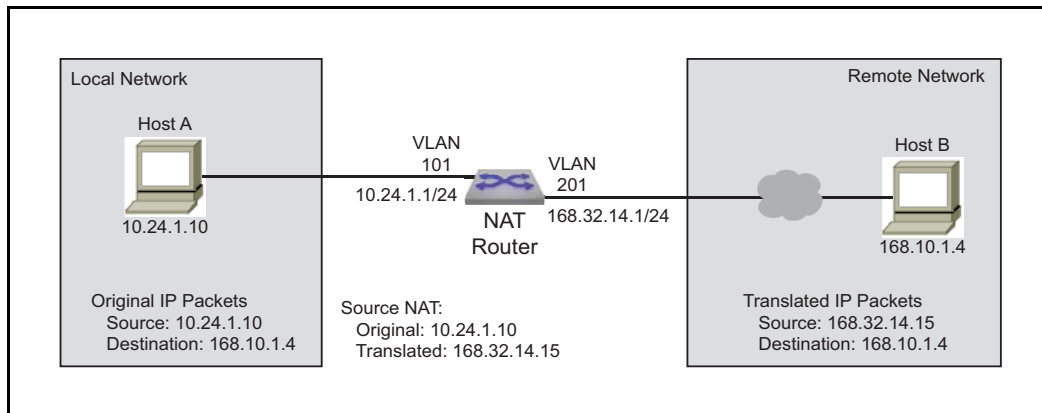 Local Network
Host A
10.24.1.10
Original IP Packets
Source: 10.24.1.10
Destination: 168.10.1.4
VLAN
101
10.24.1.1/24
VLAN
201
168.32.14.1/24
NAT
Router
Source NAT:
Original: 10.24.1.10
Translated: 168.32.14.15
Remote Network
Host B
168.10.1.4
Translated IP Packets
Source: 168.32.14.15
Destination: 168.10.1.4